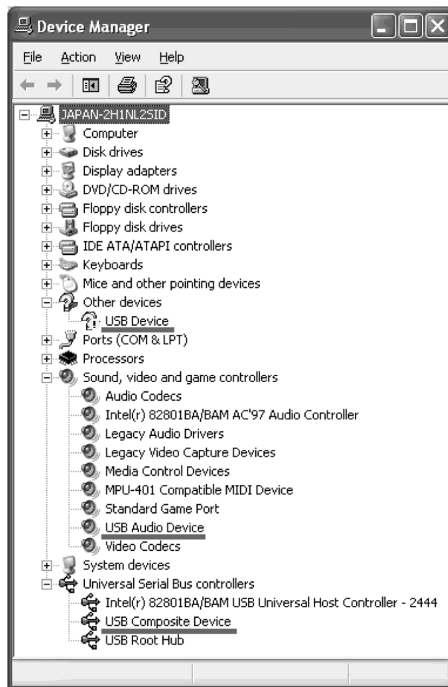 Device Manager
File Action View Help
JAPAN-2H1NL2SID
Computer
Disk drives
Display adapters
DVD/CD-ROM drives
Floppy disk controllers
Floppy disk drives
IDE ATA/ATAPI controllers
Keyboards
Mice and other pointing devices
Other devices
USB Device
Ports (COM & LPT)
Processors
Sound, video and game controllers
Audio Codecs
Intel(r) 82801BA/BAM AC'97 Audio Controller
Legacy Audio Drivers
Legacy Video Capture Devices
Media Control Devices
MPU-401 Compatible MIDI Device
Standard Game Port
USB Audio Device
Video Codecs
System devices
Universal Serial Bus controllers
Intel(r) 82801BA/BAM USB Universal Host Controller - 2444
USB Composite Device
USB Root Hub